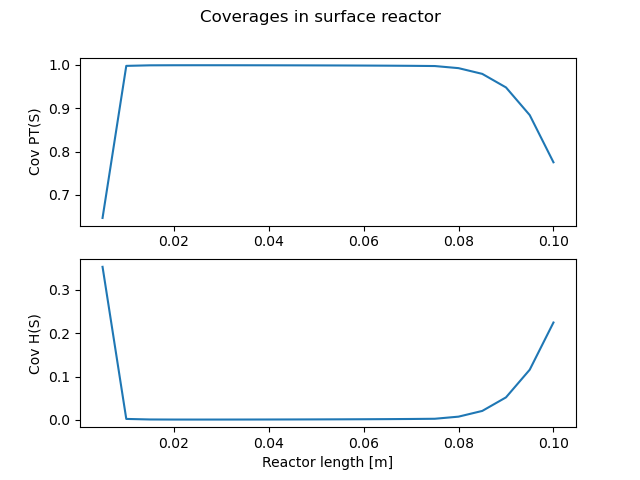 Coverages in surface reactor
Cov PT(S)
1.0
0.9
0.8
0.7
0.02 0.04 0.06 0.08 0.10
Cov H(S)
0.3
0.2
0.1
0.0
0.02 0.04 0.06 0.08 0.10
Reactor length [m]